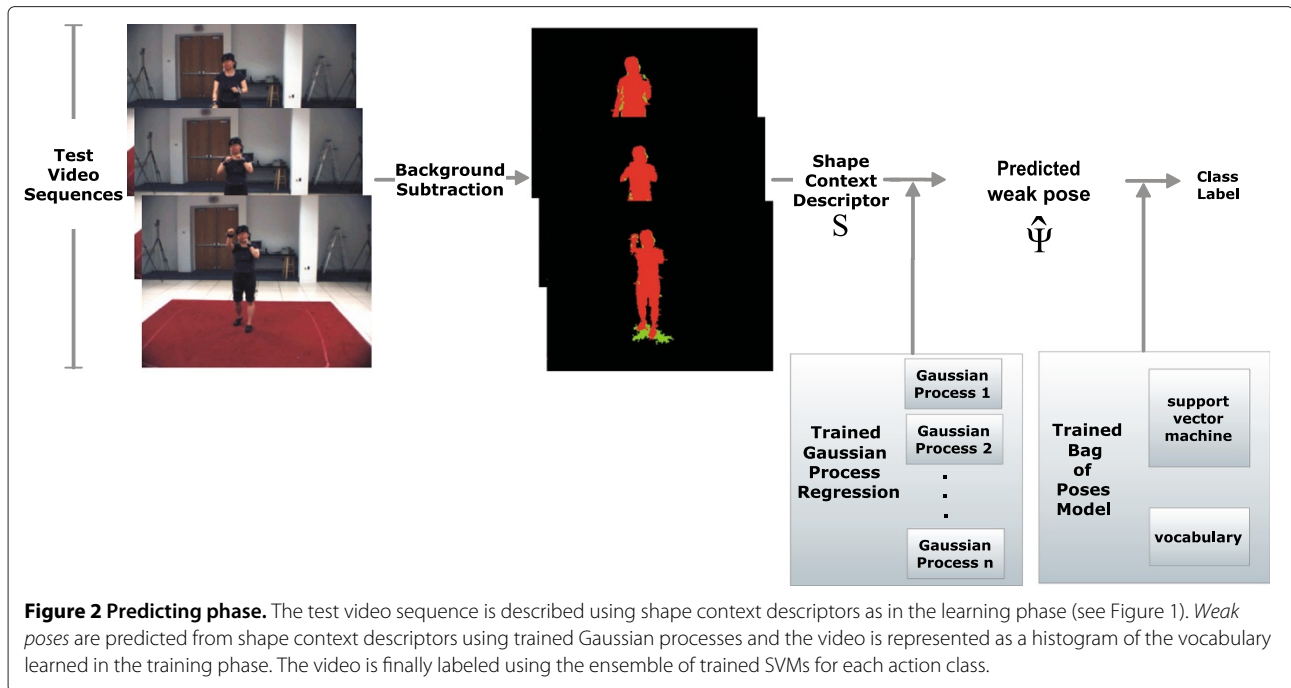 Test
Video
Sequences
Background
Subtraction
Shape
Context
Descriptor
S
Predicted
weak pose
Ψ̂
Class
Label
Trained
Gaussian
Process
Regression
Gaussian
Process 1
Gaussian
Process 2
.
.
.
Gaussian
Process n
Trained
Bag
of
Poses
Model
support
vector
machine
vocabulary
Figure 2 Predicting phase. The test video sequence is described using shape context descriptors as in the learning phase (see Figure 1). Weak
poses are predicted from shape context descriptors using trained Gaussian processes and the video is represented as a histogram of the vocabulary
learned in the training phase. The video is finally labeled using the ensemble of trained SVMs for each action class.